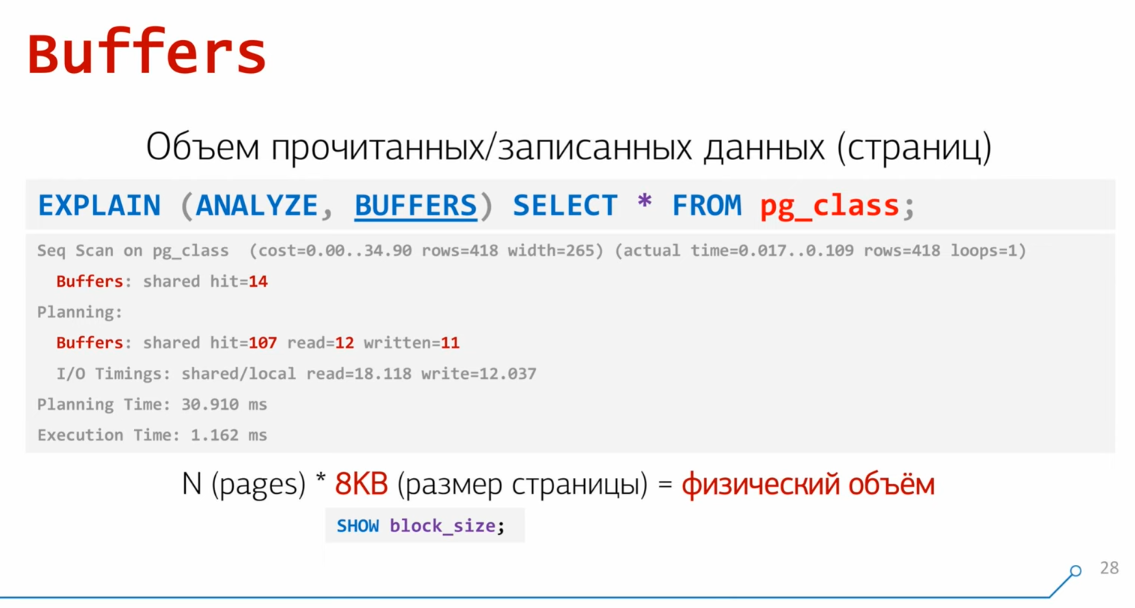 Buffers
Объем прочитанных/записанных данных (страниц)
EXPLAIN (ANALYZE, BUFFERS) SELECT * FROM pg_class;
Seq Scan on pg_class  (cost=0.00..34.90 rows=418 width=265) (actual time=0.017..0.109 rows=418 loops=1)
  Buffers: shared hit=14
Planning:
  Buffers: shared hit=107 read=12 written=11
  I/O Timings: shared/local read=18.118 write=12.037
Planning Time: 30.910 ms
Execution Time: 1.162 ms
N (pages) * 8KB (размер страницы) = физический объём
SHOW block_size;
28